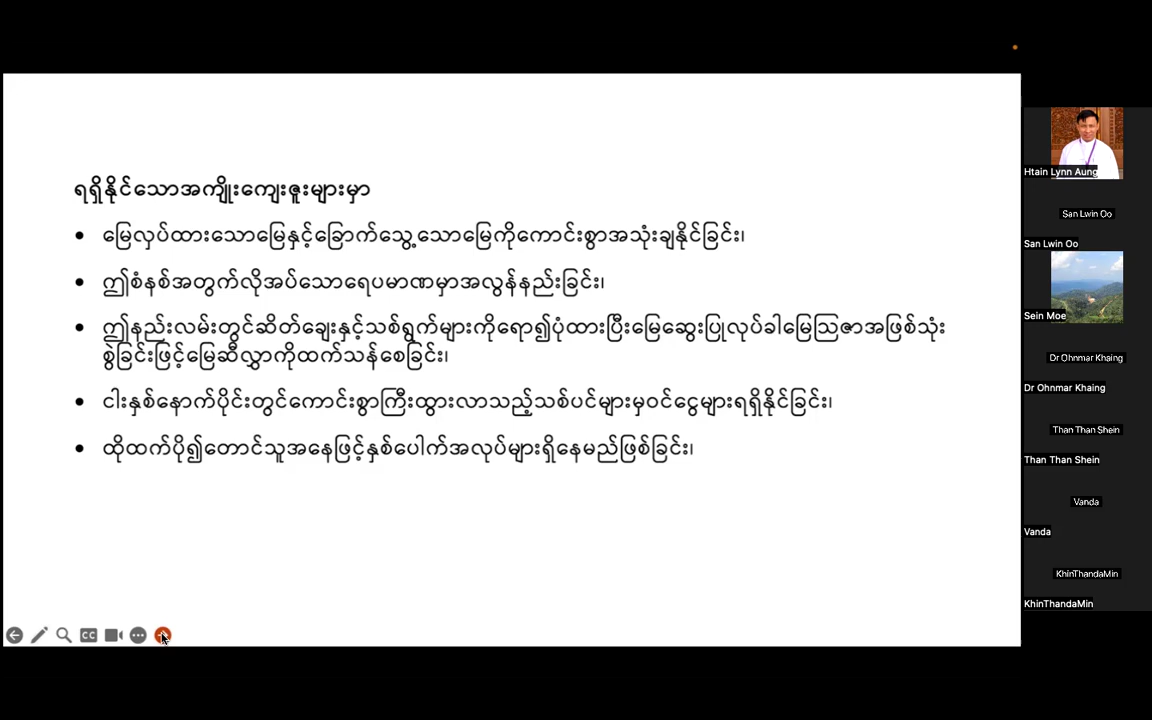 ရရှိနိုင်သောအကျိုးကျေးဇူးများမှာ
• မြေလှပ်ထားသောမြေနှင့်ခြောက်သွေ့သောမြေကိုကောင်းစွာအသုံးချနိုင်ခြင်း၊
• ဤစံနစ်အတွက်လိုအပ်သောရေပမာဏမှာအလွန်နည်းခြင်း၊
• ဤနည်းလမ်းတွင်ဆိတ်ချေးနှင့်သစ်ရွက်များကိုရော၍ပုံထားပြီးမြေဆွေးပြုလုပ်ခါမြေသြဇာအဖြစ်သုံး
စွဲခြင်းဖြင့်မြေဆီလွှာကိုထက်သန်စေခြင်း၊
• ငါးနှစ်နောက်ပိုင်းတွင်ကောင်းစွာကြီးထွားလာသည့်သစ်ပင်များမှဝင်ငွေများရရှိနိုင်ခြင်း၊
• ထို့ထက်ပို၍တောင်သူအနေဖြင့်နှစ်ပေါက်အလုပ်များရှိနေမည်ဖြစ်ခြင်း၊
CC
Htain Lynn Aung
San Lwin Oo
San Lwin Oo
Sein Moe
Dr Ohnmar Khaing
Dr Ohnmar Khaing
Than Than Shein
Than Than Shein
Vanda
Vanda
KhinThandaMin
KhinThandaMin